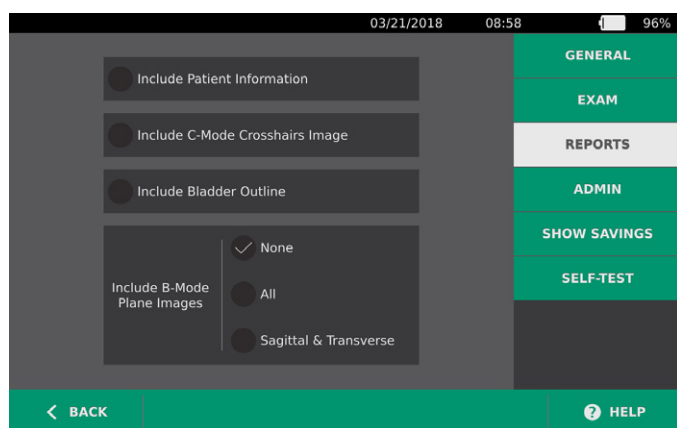 03/21/2018 08:58 96%
Include Patient Information
Include C-Mode Crosshairs Image
Include Bladder Outline
Include B-Mode
Plane Images
None
All
Sagittal & Transverse
GENERAL
EXAM
REPORTS
ADMIN
SHOW SAVINGS
SELF-TEST
BACK
? HELP